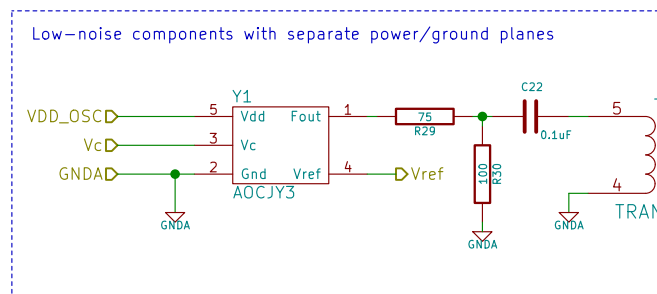 Low-noise components with separate power/ground planes
Y1
VDD_OSC 5 Vdd Fout 1
75
R29
C22
0.1uF
5
Vc 3 Vc
GNDA 2 Gnd Vref 4 Vref
AOCJY3
100
R30
4
GNDA
GNDA
GNDA
TRAN